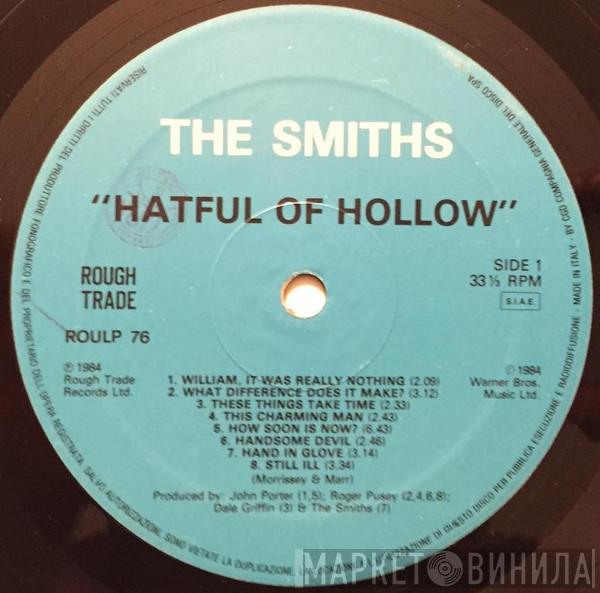 THE SMITHS
"HATFUL OF HOLLOW"
ROUGH
TRADE
ROULP 76
SIDE 1
33⅓ RPM
S.I.A.E.
℗ 1984
Rough Trade
Records Ltd.
© 1984
Warner Bros.
Music Ltd.
1. WILLIAM, IT WAS REALLY NOTHING (2.09)
2. WHAT DIFFERENCE DOES IT MAKE? (3.12)
3. THESE THINGS TAKE TIME (2.33)
4. THIS CHARMING MAN (2.43)
5. HOW SOON IS NOW? (6.43)
6. HANDSOME DEVIL (2.46)
7. HAND IN GLOVE (3.14)
8. STILL ILL (3.34)
(Morrissey & Marr)
Produced by: John Porter (1,5); Roger Pusey (2,4,6,8);
Dale Griffin (3) & The Smiths (7)
RISERVATI TUTTI I DIRITTI DEL PRODUTTORE FONOGRAFICO E DEL PROPRIETARIO DELL'OPERA REGISTRATA. SALVO AUTORIZZAZIONE, SONO VIETATE LA DUPLICAZIONE, DI QUESTO DISCO PER PUBBLICA ESECUZIONE E RADIODIFFUSIONE - MADE IN ITALY - BY CGD COMPAGNIA GENERALE DEL DISCO SPA
МАРКЕТ ВИНИЛА